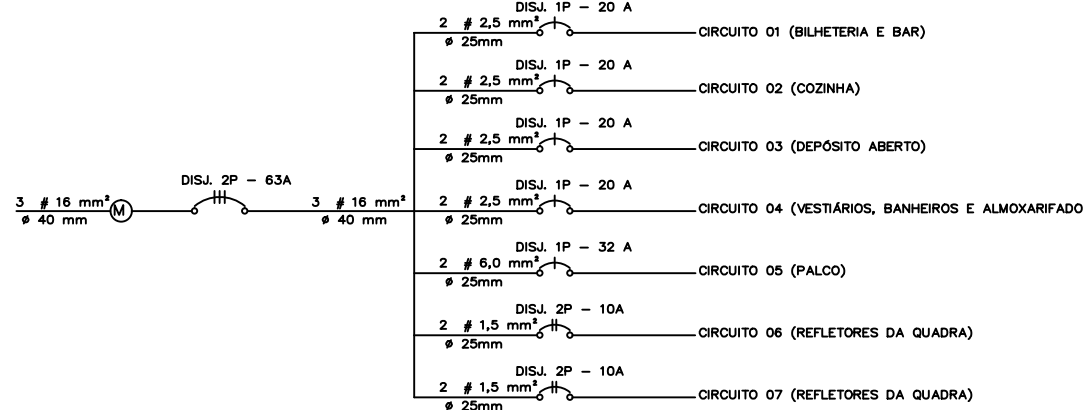 DISJ. 1P - 20 A
2 # 2,5 mm²
ø 25mm
CIRCUITO 01 (BILHETERIA E BAR)
DISJ. 1P - 20 A
2 # 2,5 mm²
ø 25mm
CIRCUITO 02 (COZINHA)
DISJ. 1P - 20 A
2 # 2,5 mm²
ø 25mm
CIRCUITO 03 (DEPÓSITO ABERTO)
3 # 16 mm²
ø 40 mm
M
DISJ. 2P - 63A
3 # 16 mm²
ø 40 mm
DISJ. 1P - 20 A
2 # 2,5 mm²
ø 25mm
CIRCUITO 04 (VESTIÁRIOS, BANHEIROS E ALMOXARIFADO
DISJ. 1P - 32 A
2 # 6,0 mm²
ø 25mm
CIRCUITO 05 (PALCO)
DISJ. 2P - 10A
2 # 1,5 mm²
ø 25mm
CIRCUITO 06 (REFLETORES DA QUADRA)
DISJ. 2P - 10A
2 # 1,5 mm²
ø 25mm
CIRCUITO 07 (REFLETORES DA QUADRA)